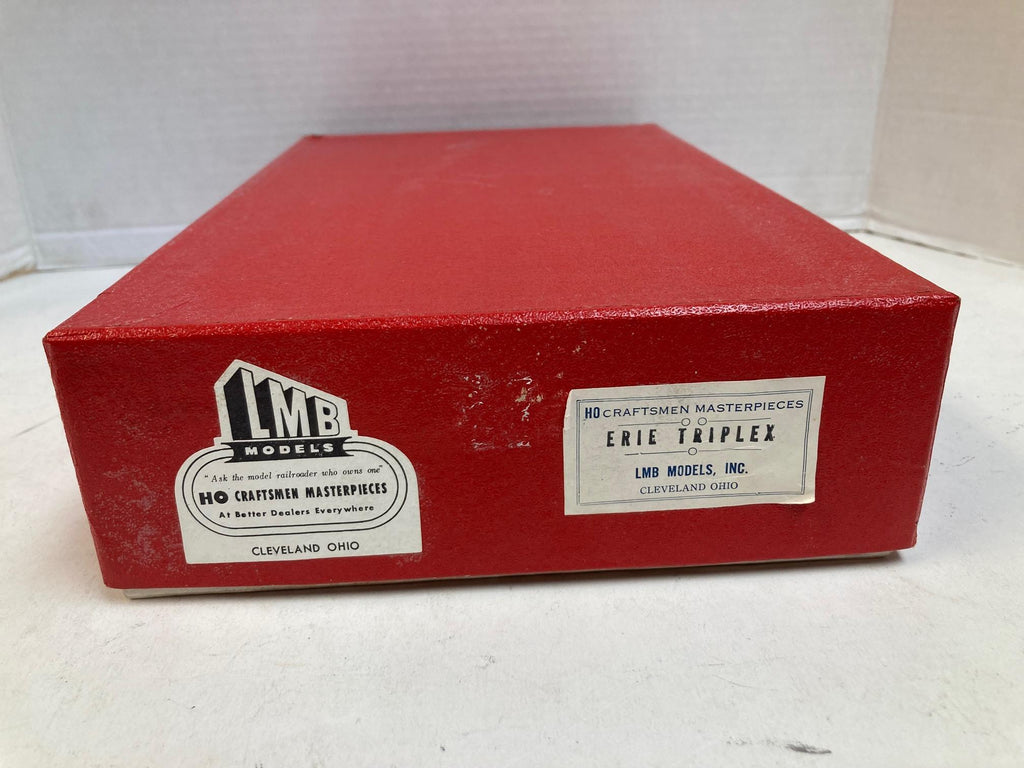 LMB
MODELS
"Ask the model railroader who owns one"
HO CRAFTSMEN MASTERPIECES
At Better Dealers Everywhere
CLEVELAND OHIO
HO CRAFTSMEN MASTERPIECES
ERIE TRIPLEX
LMB MODELS, INC.
CLEVELAND OHIO